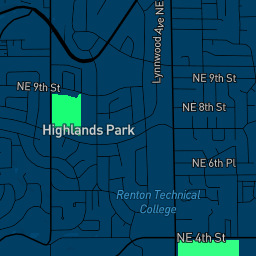 Lynnwood Ave NE
NE 9th St
NE 9th St
NE 8th St
Highlands Park
NE 6th Pl
Renton Technical
College
NE 4th St